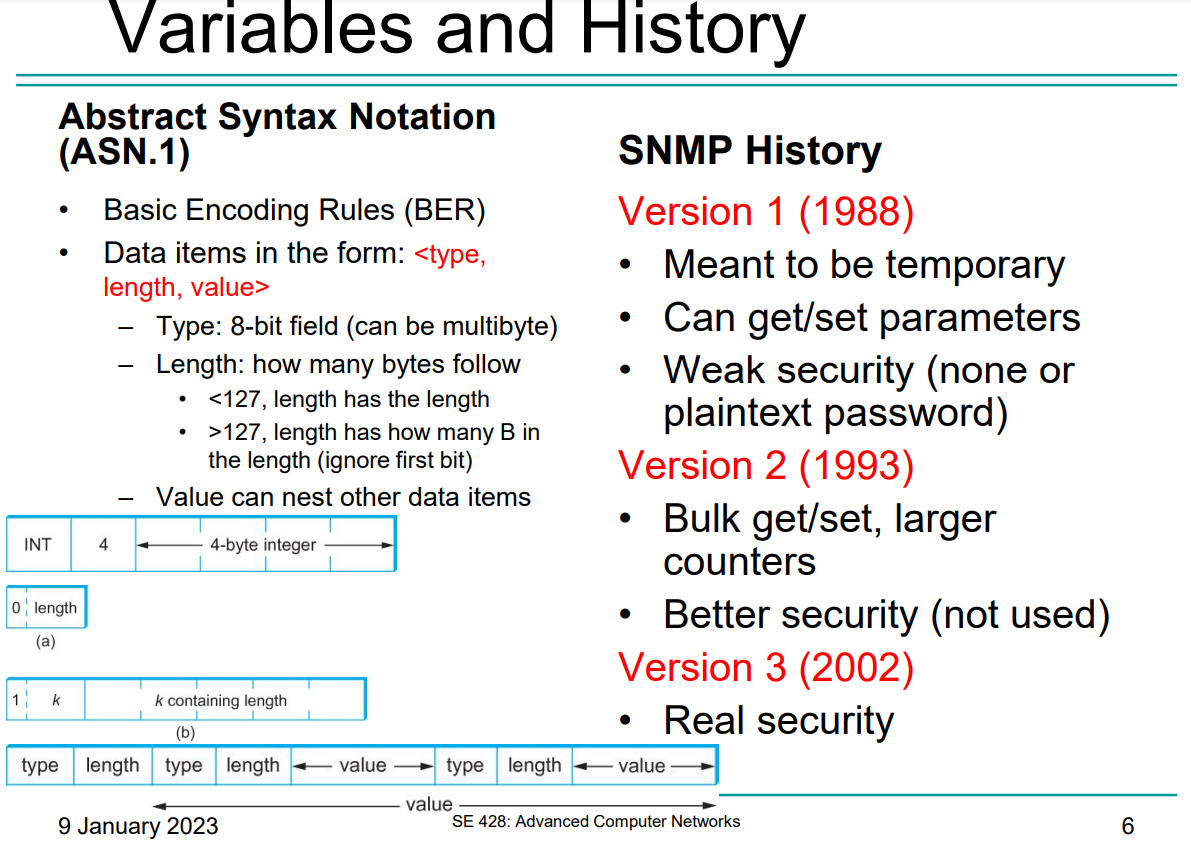 Variables and History
Abstract Syntax Notation
(ASN.1)
• Basic Encoding Rules (BER)
• Data items in the form: <type,
length, value>
– Type: 8-bit field (can be multibyte)
– Length: how many bytes follow
• <127, length has the length
• >127, length has how many B in
the length (ignore first bit)
– Value can nest other data items
INT 4 4-byte integer
0 length
(a)
1 k k containing length
(b)
type length type length value type length value
value
SNMP History
Version 1 (1988)
• Meant to be temporary
• Can get/set parameters
• Weak security (none or
plaintext password)
Version 2 (1993)
• Bulk get/set, larger
counters
• Better security (not used)
Version 3 (2002)
• Real security
9 January 2023
SE 428: Advanced Computer Networks
6